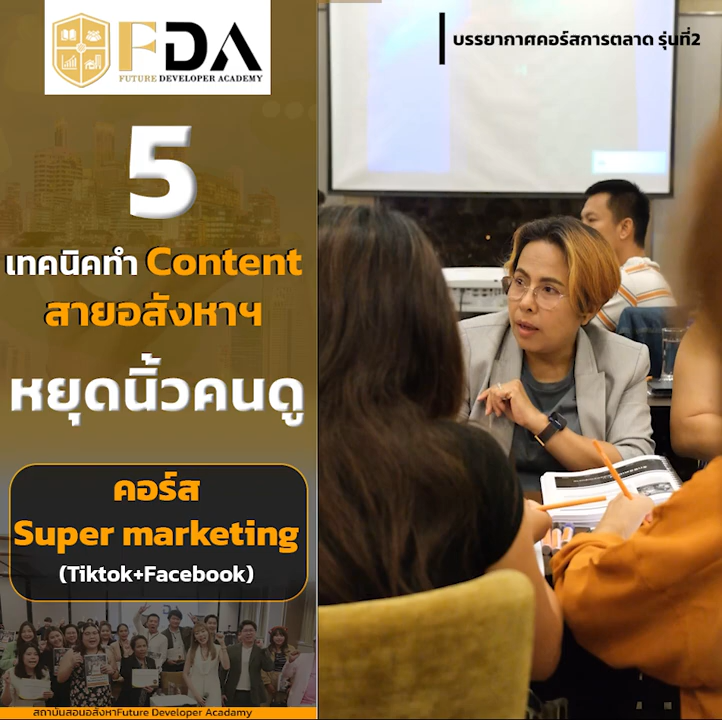 FDA
FUTURE DEVELOPER ACADEMY
5
เทคนิคทำ Content
สายอสังหาฯ
หยุดนิ้วคนดู
คอร์ส
Super marketing
(Tiktok+Facebook)
สถาบันสอนอสังหาFuture Developer Acadamy
บรรยากาศคอร์สการตลาด รุ่นที่2